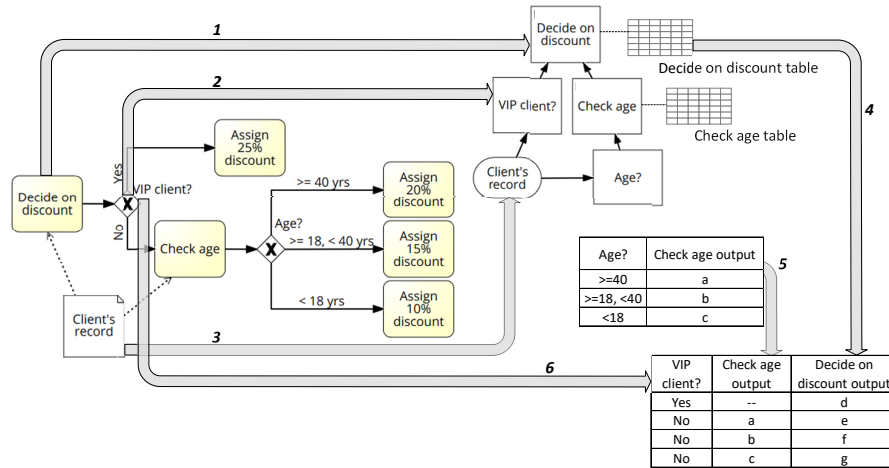 1
Decide on
discount
Decide on discount table
2
VIP client?
Check age
Check age table
4
Assign
25%
discount
Yes
Client's
record
Age?
Decide on
discount
X
VIP client?
No
Check age
Age?
X
>= 40 yrs
Assign
20%
discount
>= 18, < 40 yrs
Assign
15%
discount
< 18 yrs
Assign
10%
discount
Client's
record
3
5
Age? Check age output
>=40 a
>=18, <40 b
<18 c
6
VIP client? Check age output Decide on discount output
Yes -- d
No a e
No b f
No c g